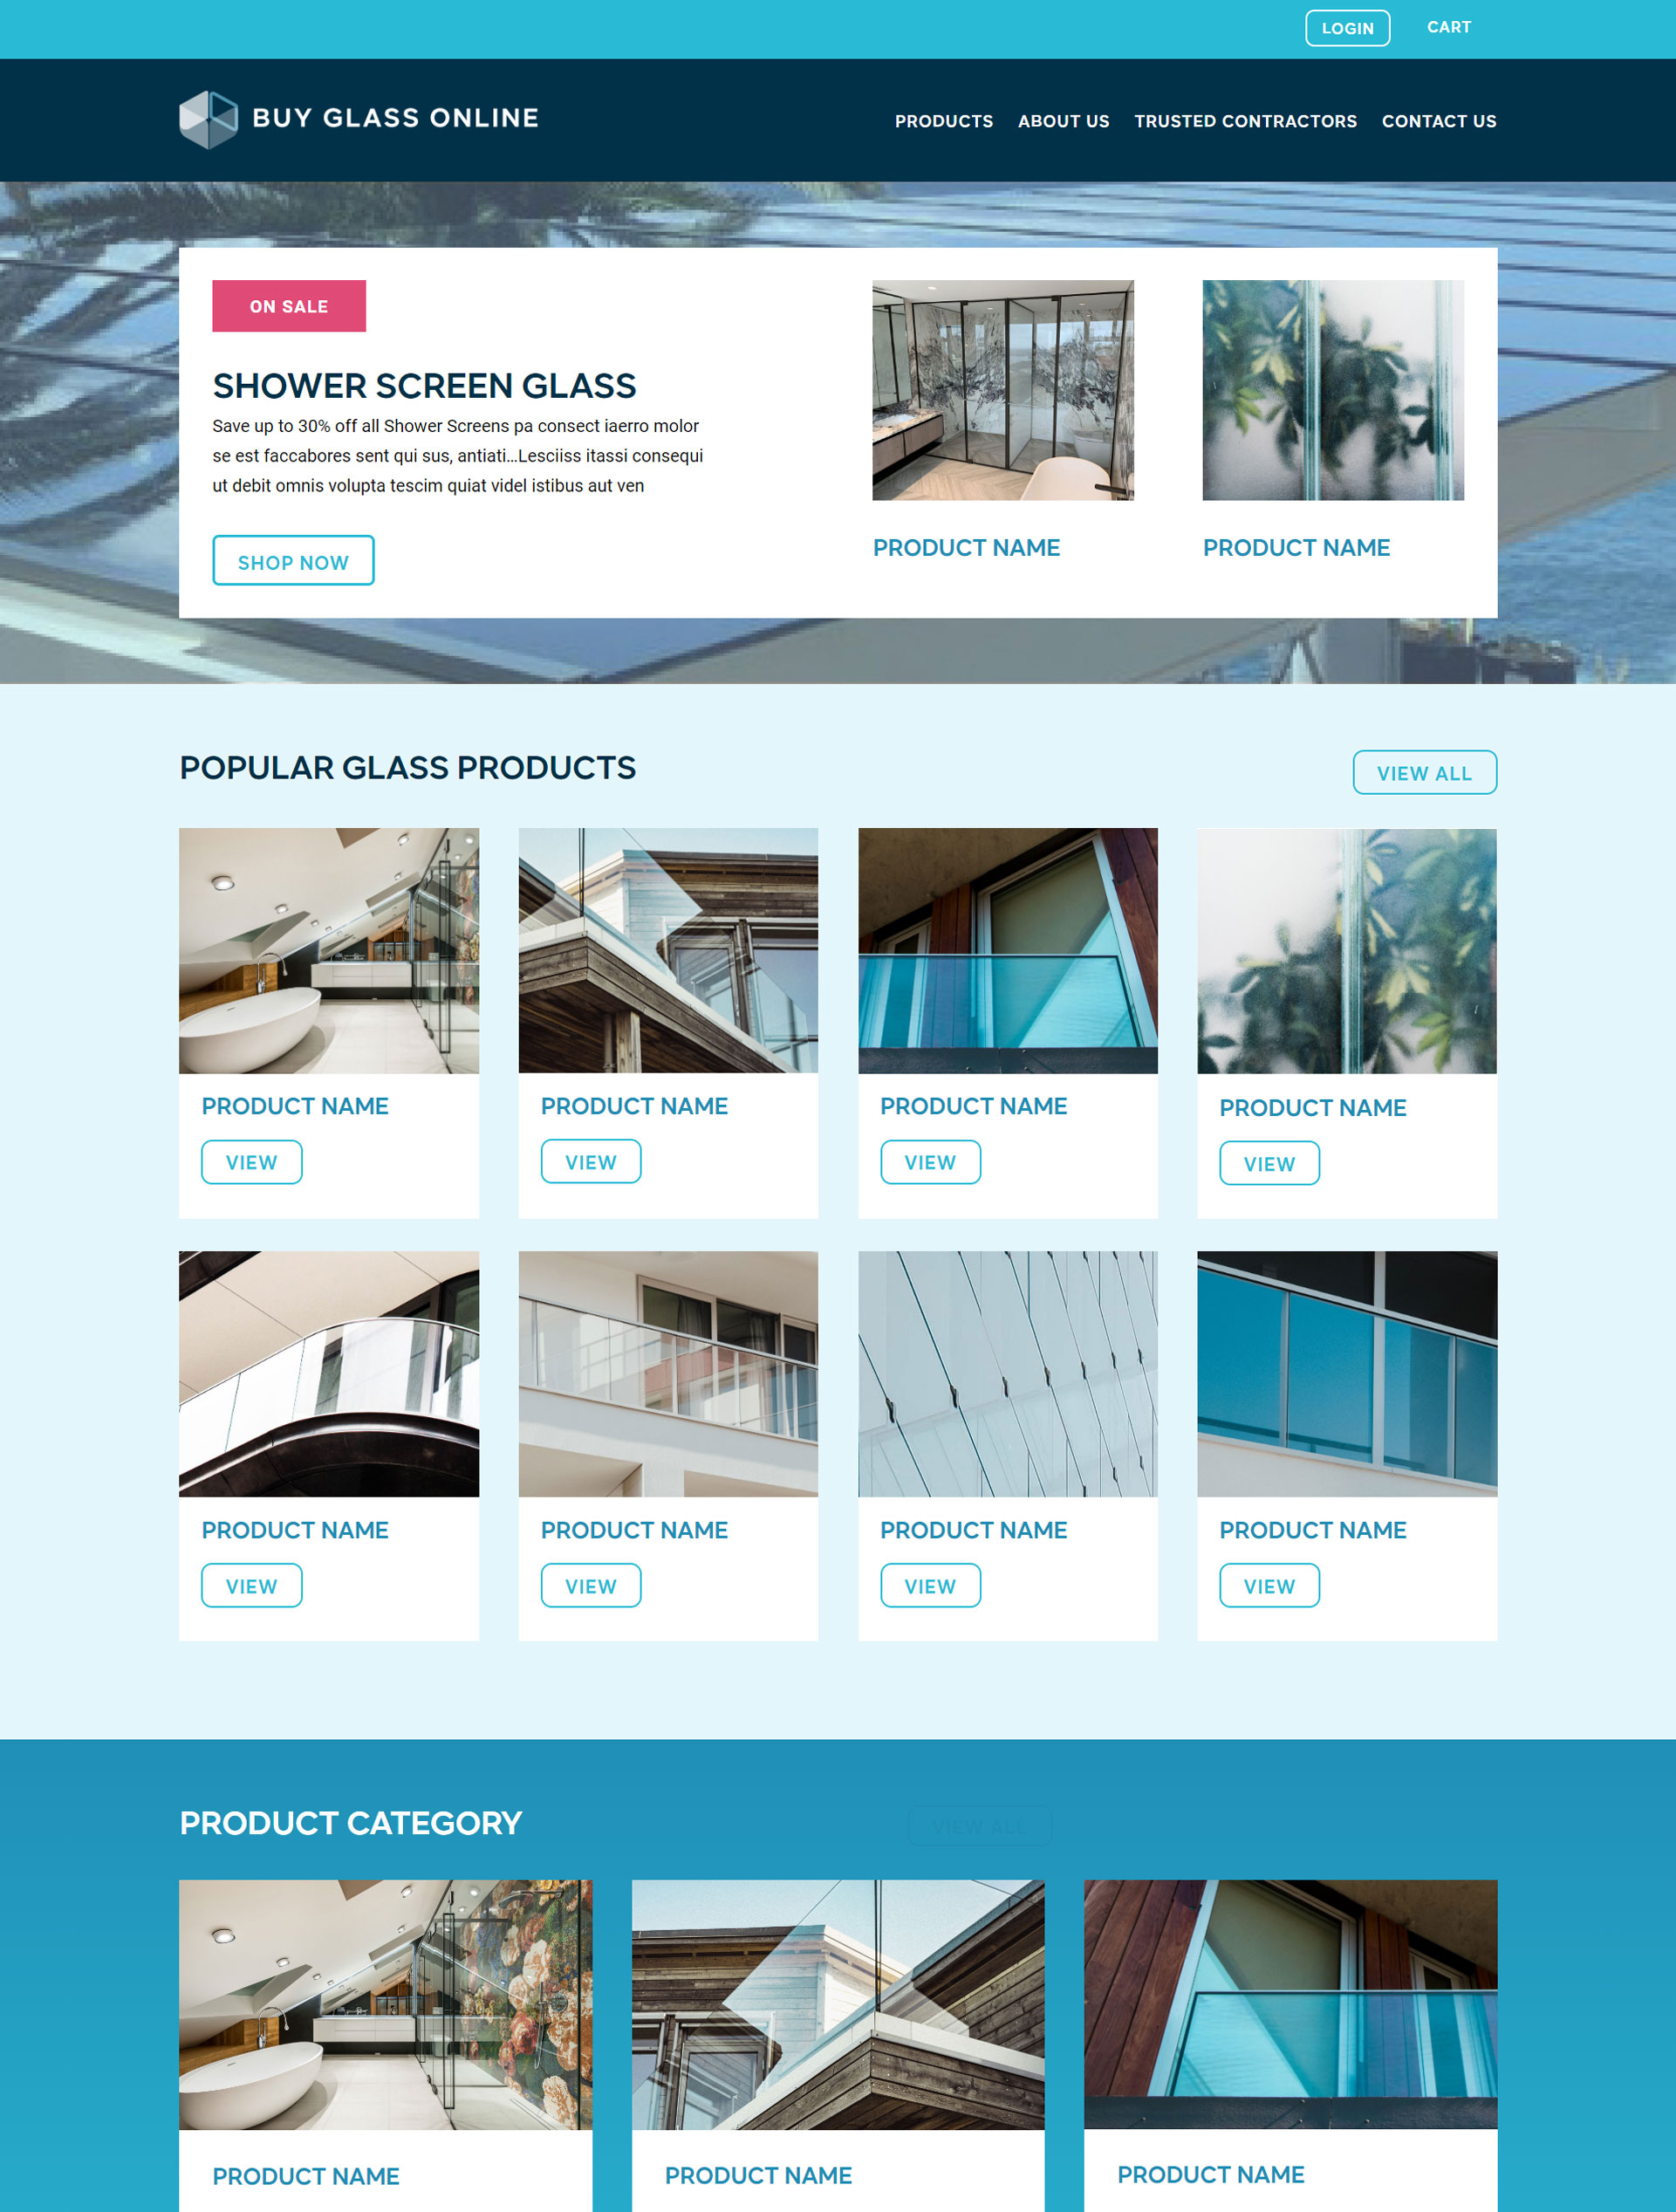 LOGIN
CART
BUY GLASS ONLINE
PRODUCTS
ABOUT US
TRUSTED CONTRACTORS
CONTACT US
ON SALE
SHOWER SCREEN GLASS
Save up to 30% off all Shower Screens pa consect iaerro molor
se est faccabores sent qui sus, antiati...Lesciiss itassi consequi
ut debit omnis volupta tescim quiat videl istibus aut ven
SHOP NOW
PRODUCT NAME
PRODUCT NAME
POPULAR GLASS PRODUCTS
VIEW ALL
PRODUCT NAME
VIEW
PRODUCT NAME
VIEW
PRODUCT NAME
VIEW
PRODUCT NAME
VIEW
PRODUCT NAME
VIEW
PRODUCT NAME
VIEW
PRODUCT NAME
VIEW
PRODUCT NAME
VIEW
PRODUCT CATEGORY
VIEW ALL
PRODUCT NAME
PRODUCT NAME
PRODUCT NAME